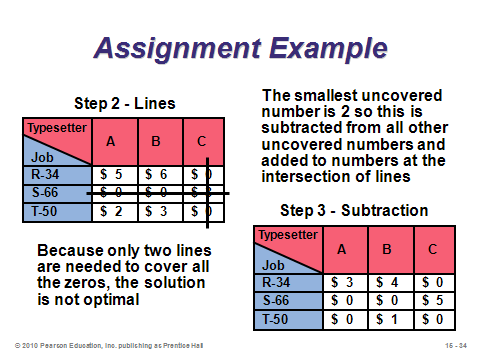 Assignment Example
Step 2 - Lines
Typesetter
Job
A B C
R-34 $ 5 $ 6 $ 0
S-66 $ 0 $ 0 $
T-50 $ 2 $ 3 $ 0
Because only two lines
are needed to cover all
the zeros, the solution
is not optimal
The smallest uncovered
number is 2 so this is
subtracted from all other
uncovered numbers and
added to numbers at the
intersection of lines
Step 3 - Subtraction
Typesetter
Job
A B C
R-34 $ 3 $ 4 $ 0
S-66 $ 0 $ 0 $ 5
T-50 $ 0 $ 1 $ 0
© 2010 Pearson Education, Inc. publishing as Prentice Hall
15 - 34